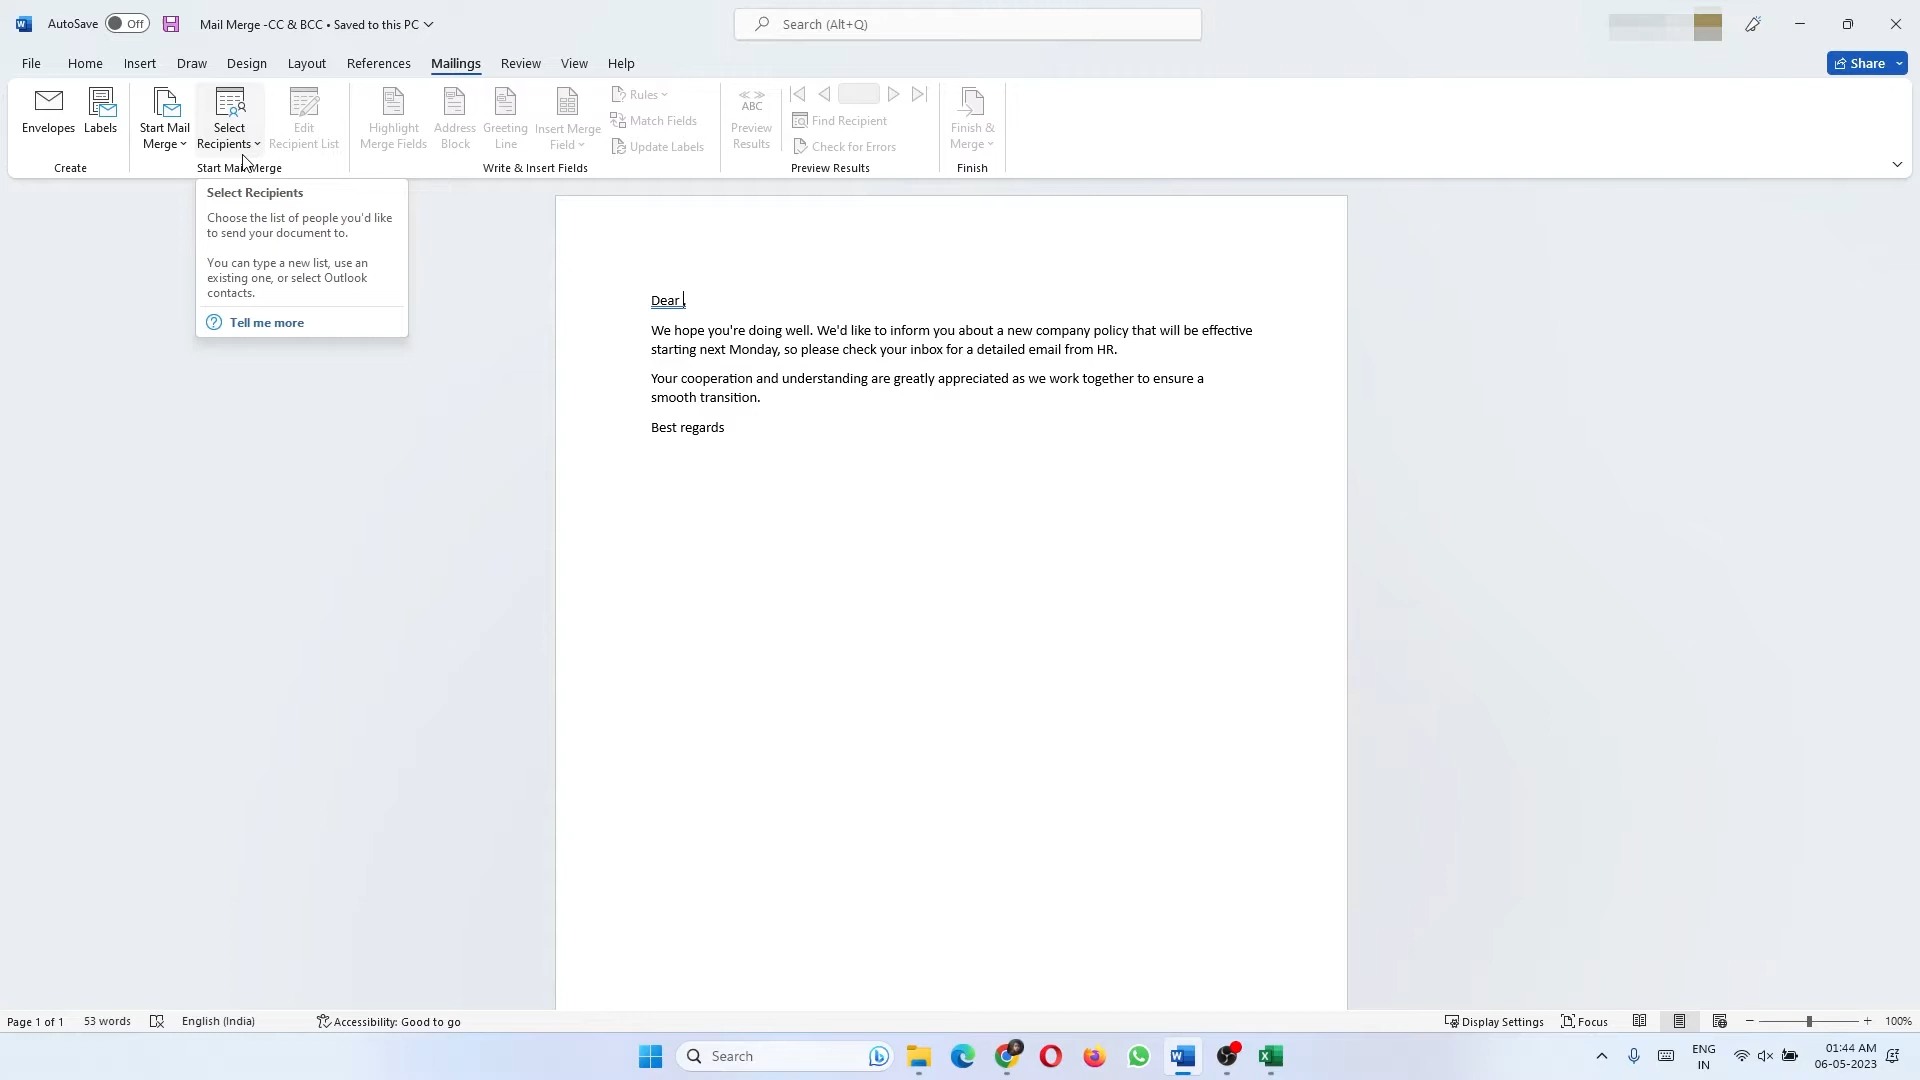 AutoSave Off Mail Merge -CC & BCC • Saved to this PC Search (Alt+Q)
File Home Insert Draw Design Layout References Mailings Review View Help Share
Envelopes Labels
Create
Start Mail Merge Select Recipients Edit Recipient List
Start Mail Merge
Highlight Merge Fields Address Block Greeting Line Insert Merge Field
Rules
Match Fields
Update Labels
Write & Insert Fields
<< >>
ABC
Preview Results
Find Recipient
Check for Errors
Preview Results
Finish & Merge
Finish
Select Recipients
Choose the list of people you'd like
to send your document to.
You can type a new list, use an
existing one, or select Outlook
contacts.
Tell me more
Dear ,
We hope you're doing well. We'd like to inform you about a new company policy that will be effective
starting next Monday, so please check your inbox for a detailed email from HR.
Your cooperation and understanding are greatly appreciated as we work together to ensure a
smooth transition.
Best regards
Page 1 of 1 53 words English (India) Accessibility: Good to go Display Settings Focus 100%
Search ENG 01:44 AM
IN 06-05-2023